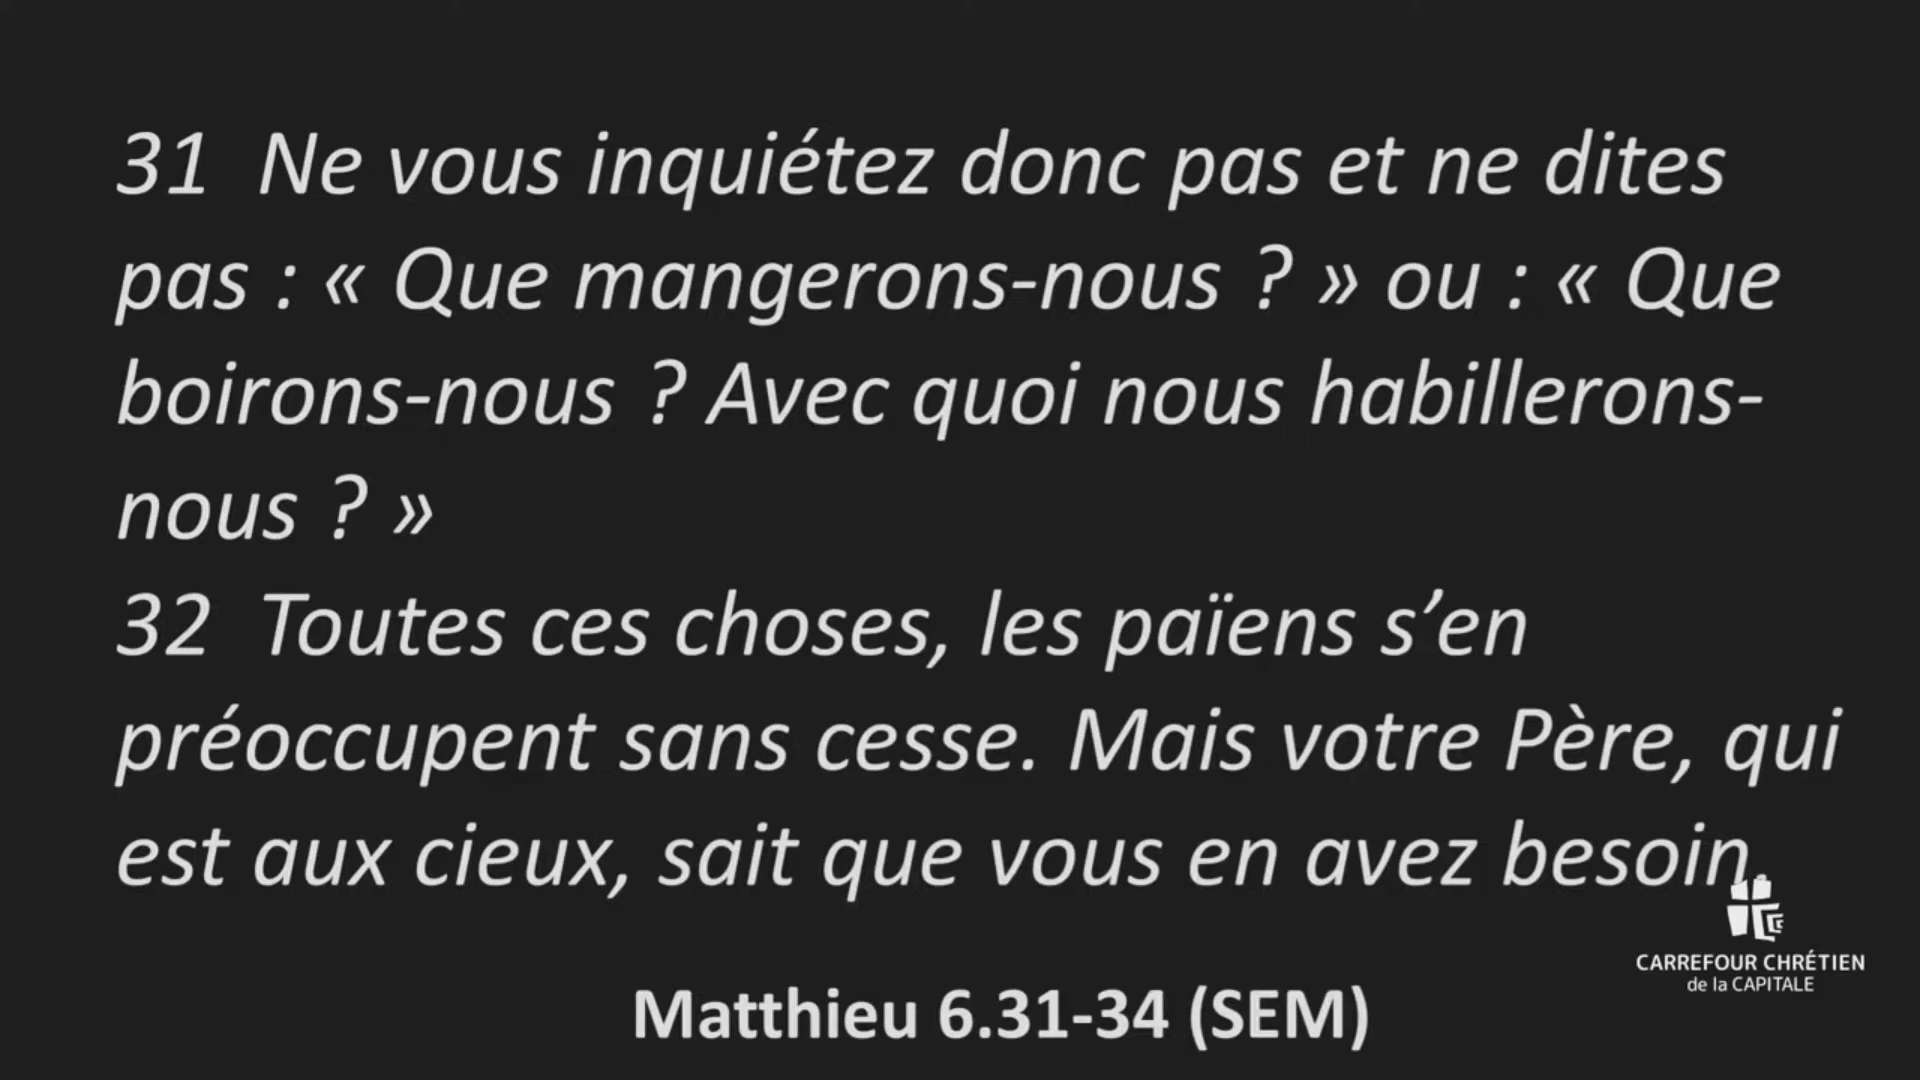 31  Ne vous inquiétez donc pas et ne dites
pas : « Que mangerons-nous ? » ou : « Que
boirons-nous ? Avec quoi nous habillerons-
nous ? »
32  Toutes ces choses, les païens s’en
préoccupent sans cesse. Mais votre Père, qui
est aux cieux, sait que vous en avez besoin.
CARREFOUR CHRÉTIEN
de la CAPITALE
Matthieu 6.31-34 (SEM)